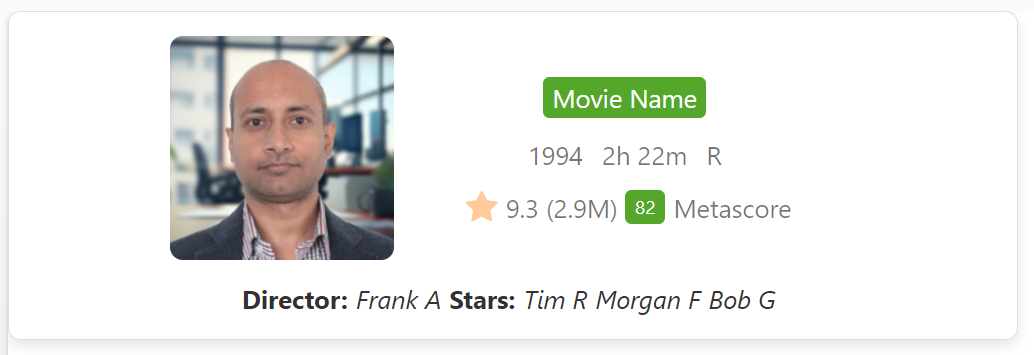 Movie Name
1994 2h 22m R
9.3 (2.9M) 82 Metascore
Director: Frank A Stars: Tim R Morgan F Bob G